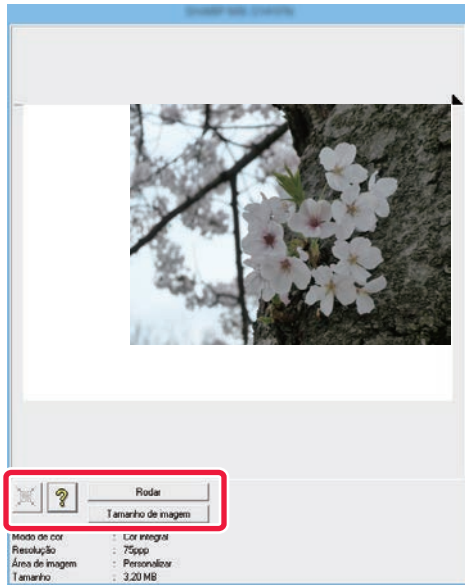 ?
Rodar
Tamanho de imagem
Modo de cor : Cor integral
Resolução : 75ppp
Área de imagem : Personalizar
Tamanho : 3,20 MB